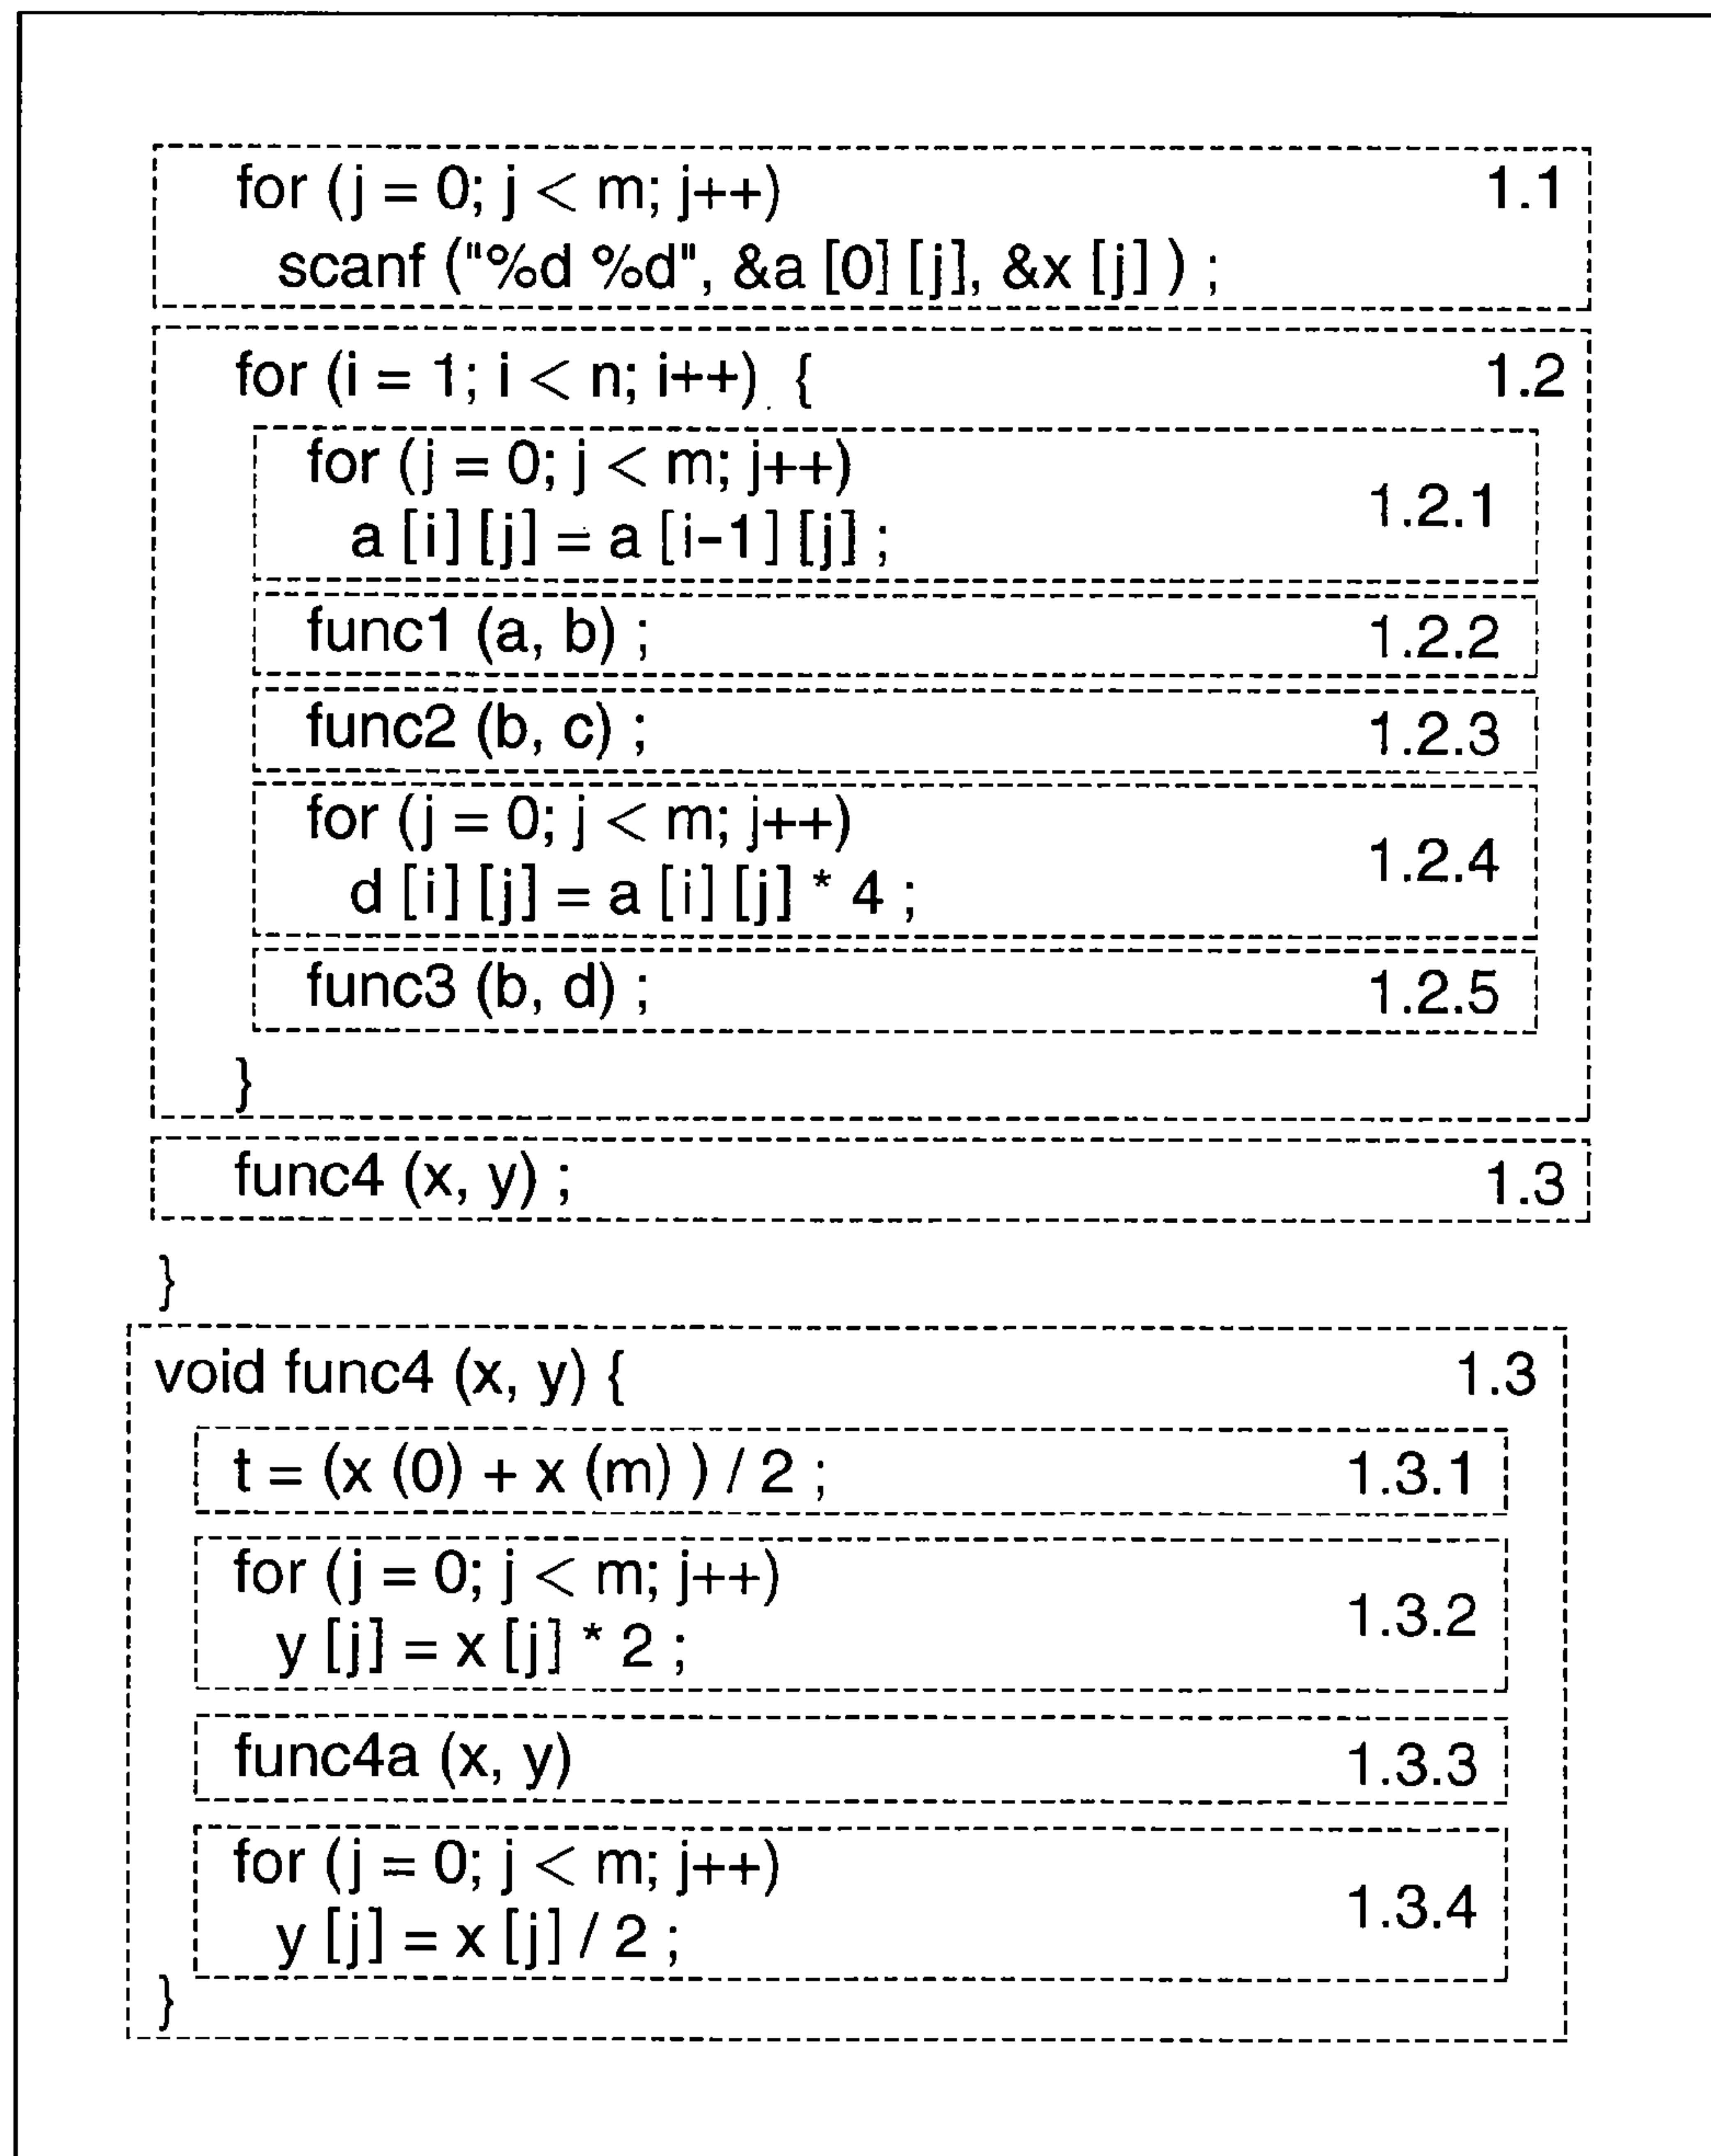 for (j = 0; j < m; j++) 1.1
scanf ("%d %d", &a [0] [j], &x [j] ) ;
for (i = 1; i < n; i++) { 1.2
for (j = 0; j < m; j++)
1.2.1
a [i] [j] = a [i-1] [j] ;
func1 (a, b) ; 1.2.2
func2 (b, c) ; 1.2.3
for (j = 0; j < m; j++)
1.2.4
d [i] [j] = a [i] [j] * 4 ;
func3 (b, d) ; 1.2.5
}
func4 (x, y) ; 1.3
}
void func4 (x, y) { 1.3
t = (x (0) + x (m) ) / 2 ; 1.3.1
for (j = 0; j < m; j++)
1.3.2
y [j] = x [j] * 2 ;
func4a (x, y) 1.3.3
for (j = 0; j < m; j++)
1.3.4
y [j] = x [j] / 2 ;
}